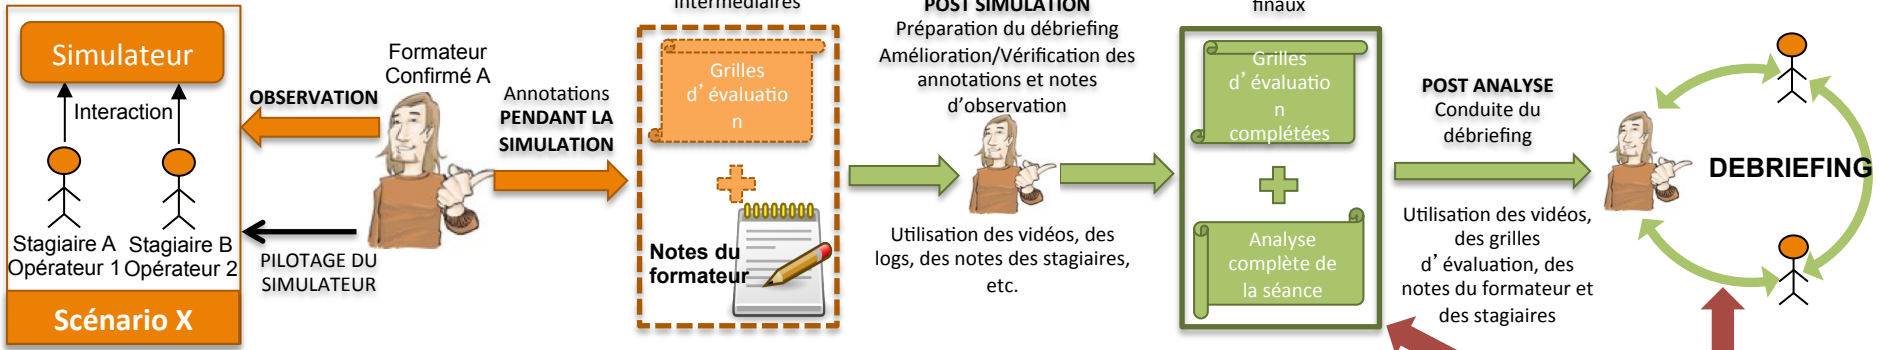 Simulateur
Interaction
Stagiaire A
Opérateur 1
Stagiaire B
Opérateur 2
Scénario X
OBSERVATION
Formateur
Confirmé A
PILOTAGE DU
SIMULATEUR
Annotations
PENDANT LA
SIMULATION
intermédiaires
Grilles
d’évaluatio
n
Notes du
formateur
POST SIMULATION
Préparation du débriefing
Amélioration/Vérification des
annotations et notes
d’observation
Utilisation des vidéos, des
logs, des notes des stagiaires,
etc.
finaux
Grilles
d’évaluatio
n
complétées
Analyse
complète de
la séance
POST ANALYSE
Conduite du
débriefing
Utilisation des vidéos,
des grilles
d’évaluation, des
notes du formateur et
des stagiaires
DEBRIEFING